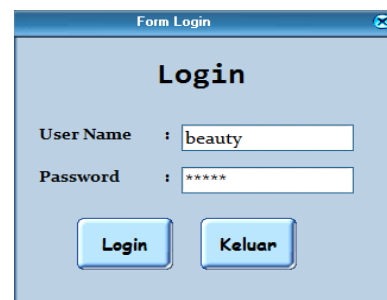 Form Login
Login
User Name : beauty
Password : *****
Login Keluar